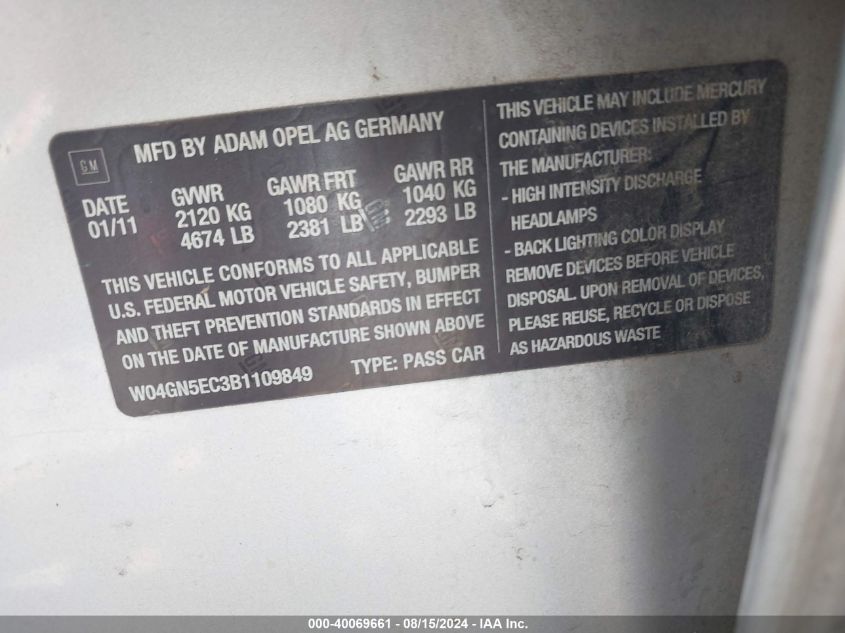 GM
MFD BY ADAM OPEL AG GERMANY
DATE GVWR GAWR FRT GAWR RR
01/11 2120 KG 1080 KG 1040 KG
4674 LB 2381 LB 2293 LB
THIS VEHICLE CONFORMS TO ALL APPLICABLE
U.S. FEDERAL MOTOR VEHICLE SAFETY, BUMPER
AND THEFT PREVENTION STANDARDS IN EFFECT
ON THE DATE OF MANUFACTURE SHOWN ABOVE
W04GN5EC3B1109849 TYPE: PASS CAR
THIS VEHICLE MAY INCLUDE MERCURY
CONTAINING DEVICES INSTALLED BY
THE MANUFACTURER:
- HIGH INTENSITY DISCHARGE
HEADLAMPS
- BACK LIGHTING COLOR DISPLAY
REMOVE DEVICES BEFORE VEHICLE
DISPOSAL. UPON REMOVAL OF DEVICES,
PLEASE REUSE, RECYCLE OR DISPOSE
AS HAZARDOUS WASTE
000-40069661 - 08/15/2024 - IAA Inc.